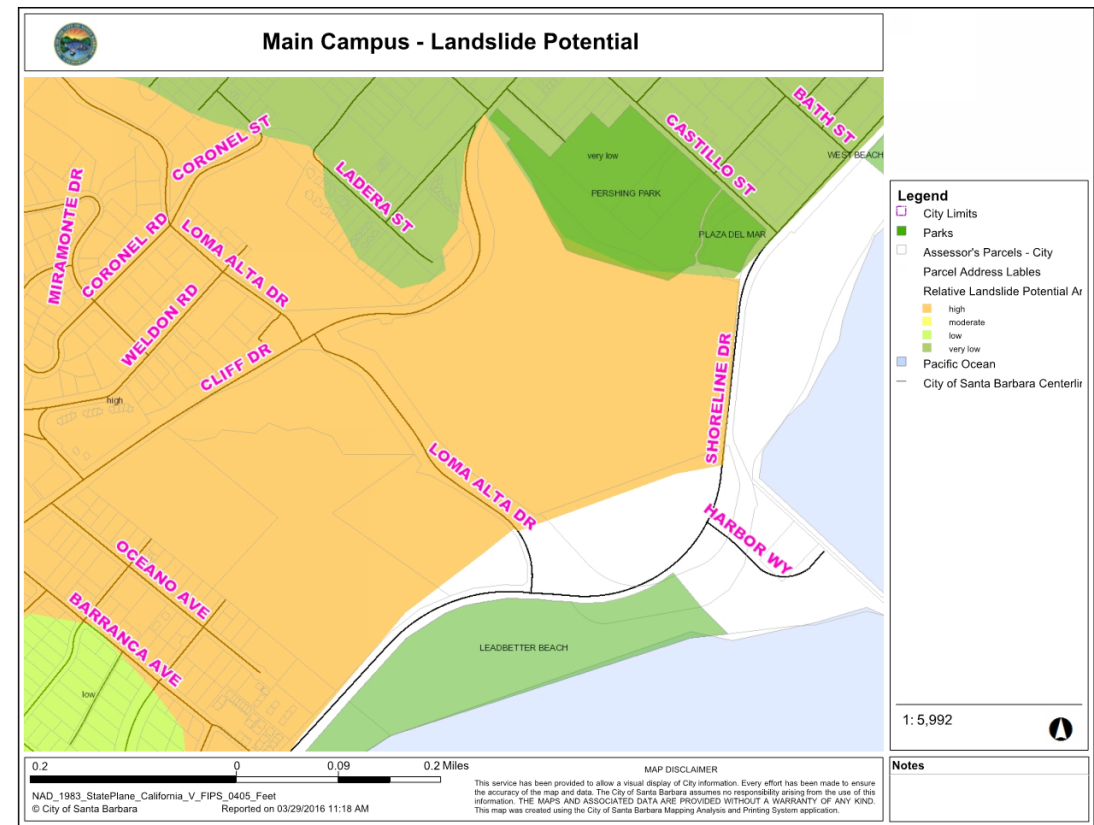 Main Campus - Landslide Potential
BATH ST
CASTILLO ST
CORONEL ST
WEST BEACH
very low
LADERA ST
PERSHING PARK
MIRAMONTE DR
CORONEL RD
LOMA ALTA DR
PLAZA DEL MAR
WELDON RD
CLIFF DR
SHORELINE DR
high
LOMA ALTA DR
HARBOR WY
OCEANO AVE
BARRANCA AVE
LEADBETTER BEACH
low
Legend
City Limits
Parks
Assessor's Parcels - City
Parcel Address Lables
Relative Landslide Potential Ar
high
moderate
low
very low
Pacific Ocean
City of Santa Barbara Centerlin
1: 5,992
Notes
0.2 0 0.09 0.2 Miles
NAD_1983_StatePlane_California_V_FIPS_0405_Feet
© City of Santa Barbara Reported on 03/29/2016 11:18 AM
MAP DISCLAIMER
This service has been provided to allow a visual display of City information. Every effort has been made to ensure
the accuracy of the map and data. The City of Santa Barbara assumes no responsibility arising from the use of this
information. THE MAPS AND ASSOCIATED DATA ARE PROVIDED WITHOUT A WARRANTY OF ANY KIND.
This map was created using the City of Santa Barbara Mapping Analysis and Printing System application.